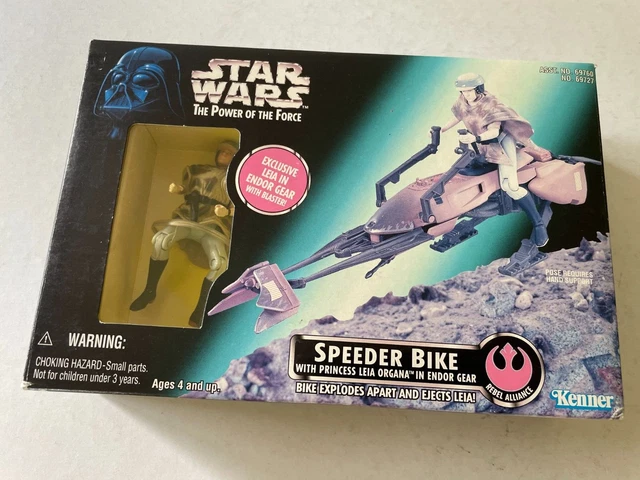 STAR
WARS™
THE POWER OF THE FORCE
ASST. NO. 69760
NO. 69727
EXCLUSIVE
LEIA IN
ENDOR GEAR
WITH BLASTER!
POSE REQUIRES
HAND SUPPORT
WARNING:
CHOKING HAZARD-Small parts.
Not for children under 3 years.
Ages 4 and up.
SPEEDER BIKE
WITH PRINCESS LEIA ORGANA™ IN ENDOR GEAR
BIKE EXPLODES APART AND EJECTS LEIA!
REBEL ALLIANCE
Kenner